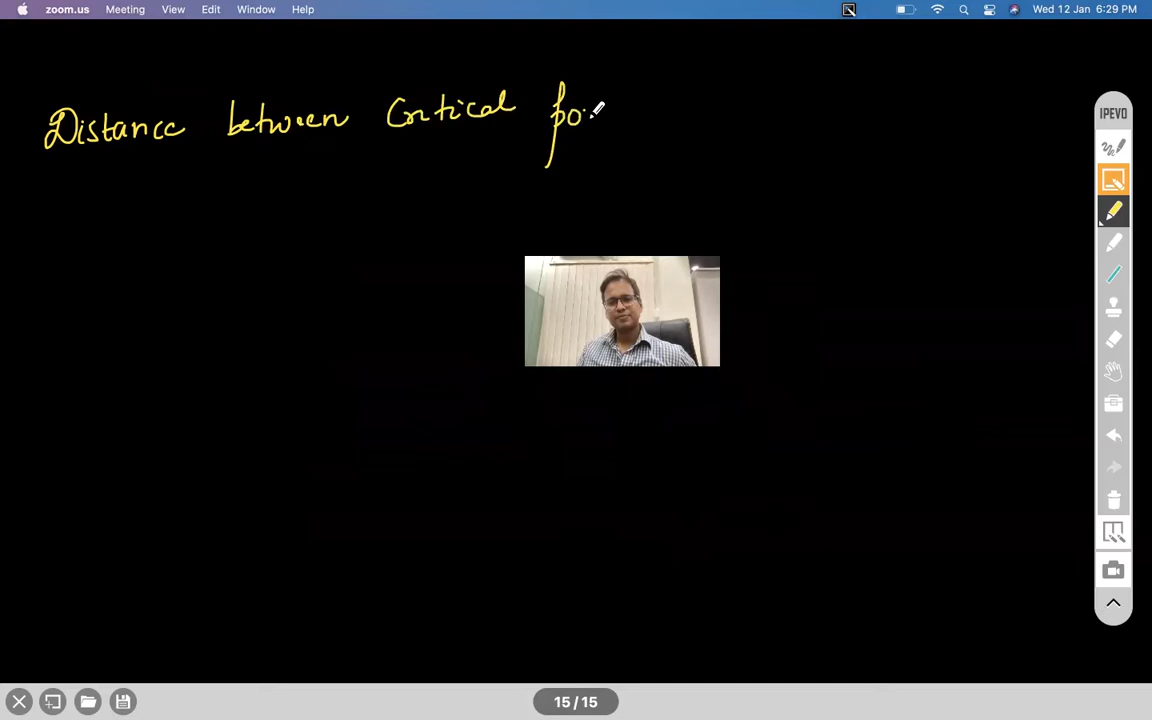 zoom.us Meeting View Edit Window Help Wed 12 Jan 6:29 PM
Distance between Critical po
IPEVO
15 / 15